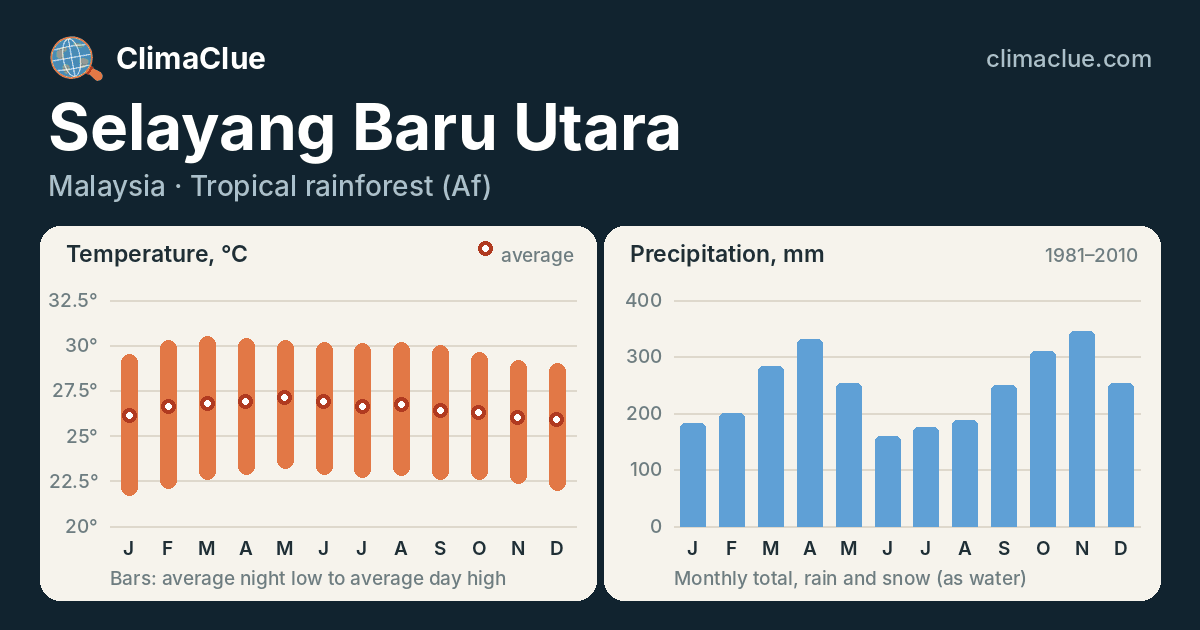 ClimaClue
climaclue.com
Selayang Baru Utara
Malaysia · Tropical rainforest (Af)
Temperature, °C
average
32.5°
30°
27.5°
25°
22.5°
20°
J F M A M J J A S O N D
Bars: average night low to average day high
Precipitation, mm
1981–2010
400
300
200
100
0
J F M A M J J A S O N D
Monthly total, rain and snow (as water)